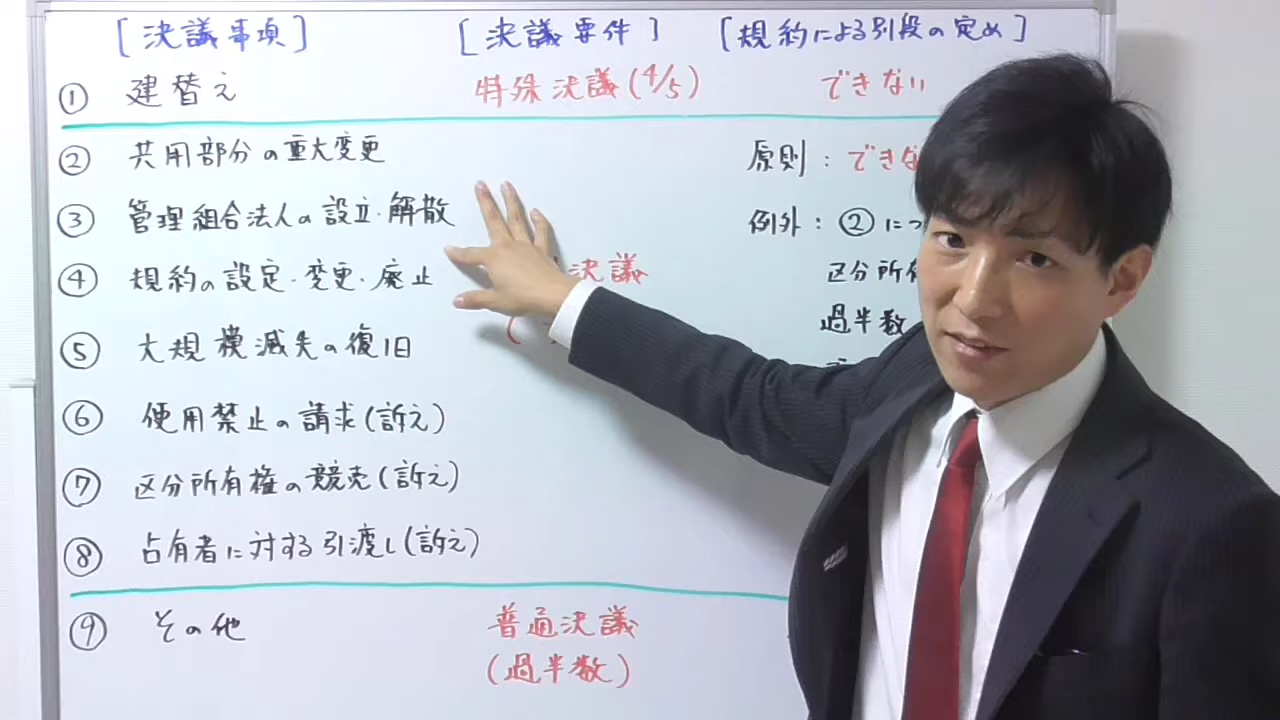 [決議事項] [決議要件] [規約による別段の定め]
① 建替え 特殊決議(4/5) できない
② 共用部分の重大変更 原則:できな
③ 管理組合法人の設立・解散 例外:②につ
④ 規約の設定・変更・廃止 決議 区分所有
過半数
⑤ 大規模滅失の復旧
⑥ 使用禁止の請求(訴え)
⑦ 区分所有権の競売(訴え)
⑧ 占有者に対する引渡し(訴え)
⑨ その他 普通決議
(過半数)